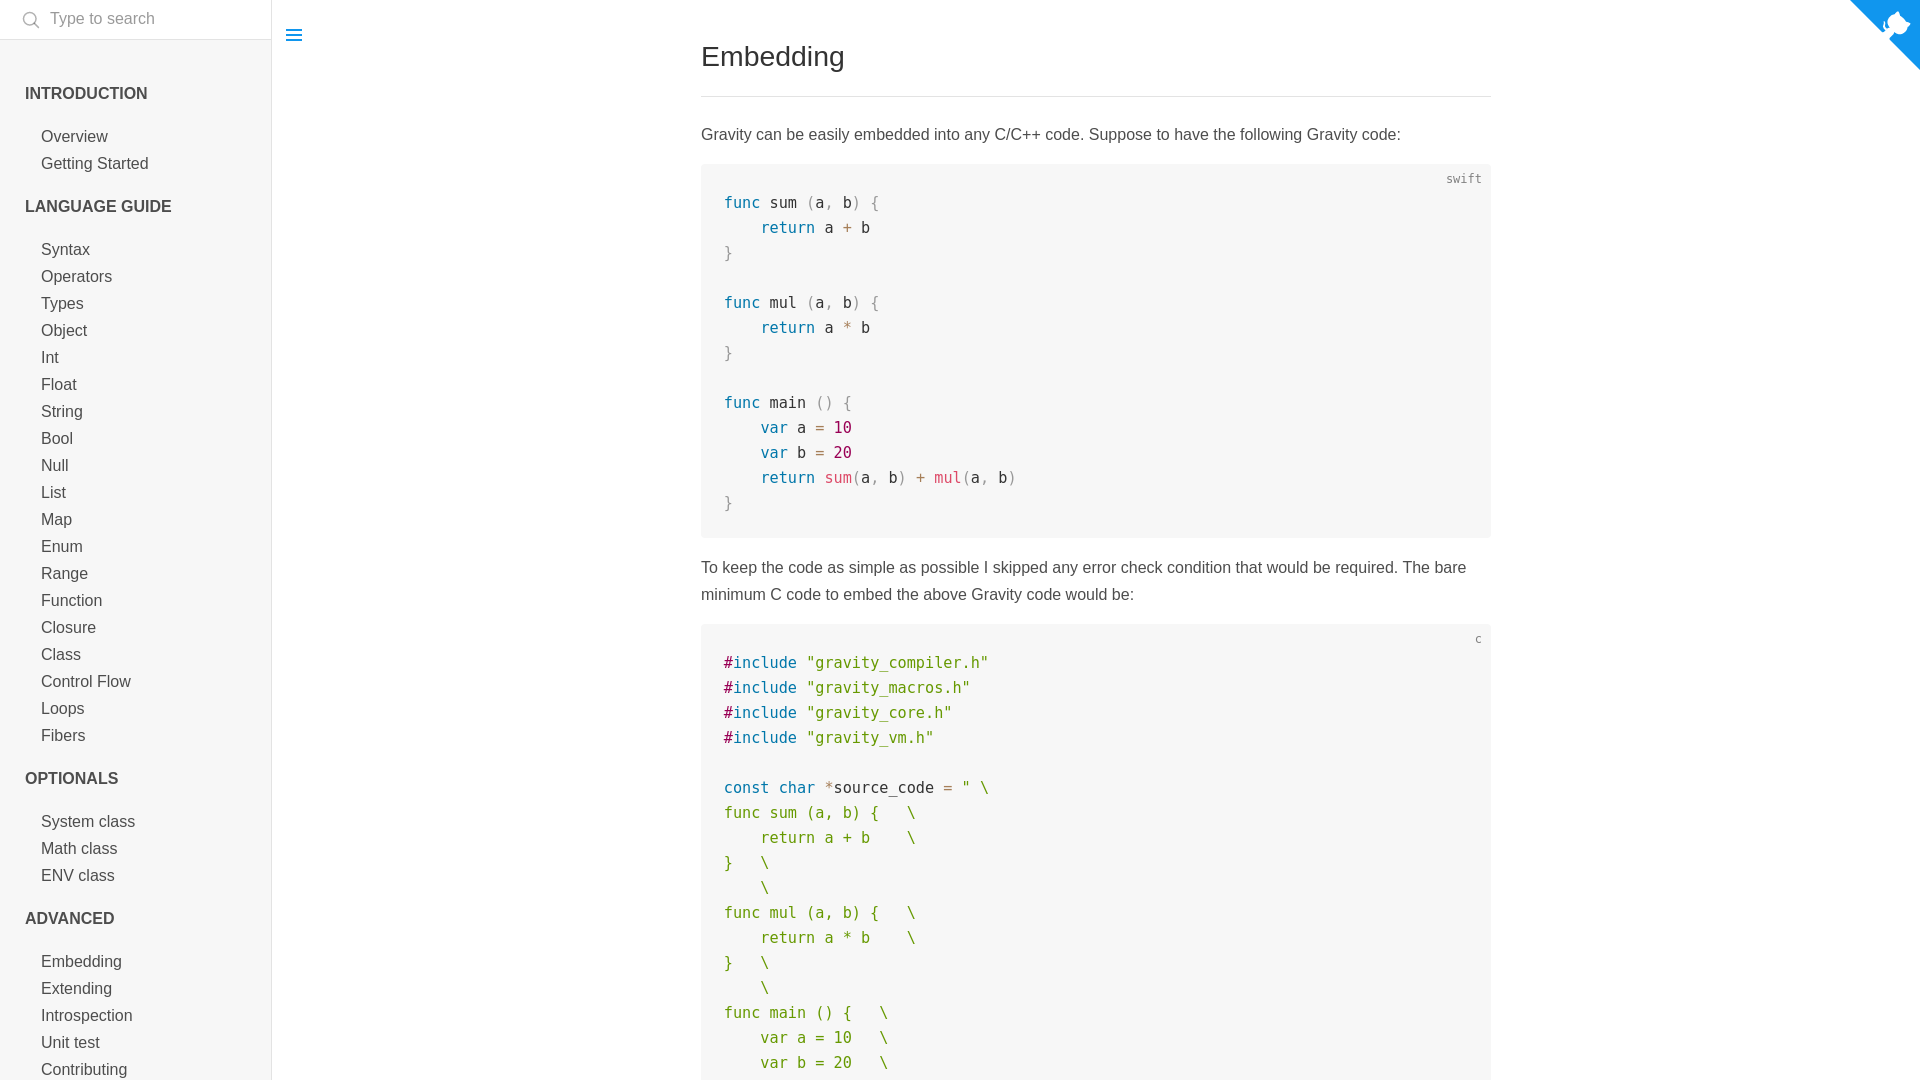 Type to search
INTRODUCTION
Overview
Getting Started
LANGUAGE GUIDE
Syntax
Operators
Types
Object
Int
Float
String
Bool
Null
List
Map
Enum
Range
Function
Closure
Class
Control Flow
Loops
Fibers
OPTIONALS
System class
Math class
ENV class
ADVANCED
Embedding
Extending
Introspection
Unit test
Contributing
Embedding
Gravity can be easily embedded into any C/C++ code. Suppose to have the following Gravity code:
swift
func sum (a, b) {
    return a + b
}
func mul (a, b) {
    return a * b
}
func main () {
    var a = 10
    var b = 20
    return sum(a, b) + mul(a, b)
}
To keep the code as simple as possible I skipped any error check condition that would be required. The bare
minimum C code to embed the above Gravity code would be:
c
#include "gravity_compiler.h"
#include "gravity_macros.h"
#include "gravity_core.h"
#include "gravity_vm.h"
const char *source_code = " \
func sum (a, b) {   \
    return a + b    \
}   \
    \
func mul (a, b) {   \
    return a * b    \
}   \
    \
func main () {   \
    var a = 10   \
    var b = 20   \